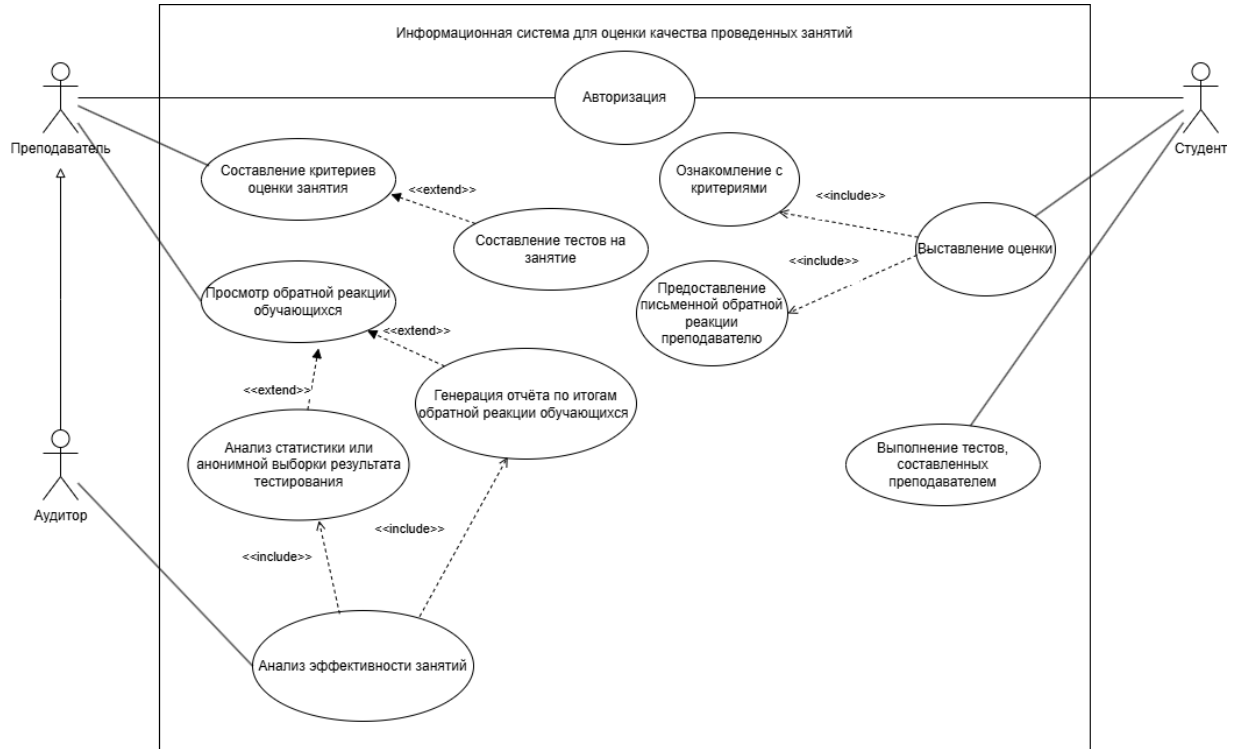 Информационная система для оценки качества проведенных занятий
Авторизация
Преподаватель
Студент
Составление критериев
оценки занятия
<<extend>>
Составление тестов на
занятие
Ознакомление с
критериями
<<include>>
Выставление оценки
<<include>>
Предоставление
письменной обратной
реакции
преподавателю
Просмотр обратной реакции
обучающихся
<<extend>>
<<extend>>
Генерация отчёта по итогам
обратной реакции обучающихся
Анализ статистики или
анонимной выборки результата
тестирования
Выполнение тестов,
составленных
преподавателем
Аудитор
<<include>>
<<include>>
Анализ эффективности занятий